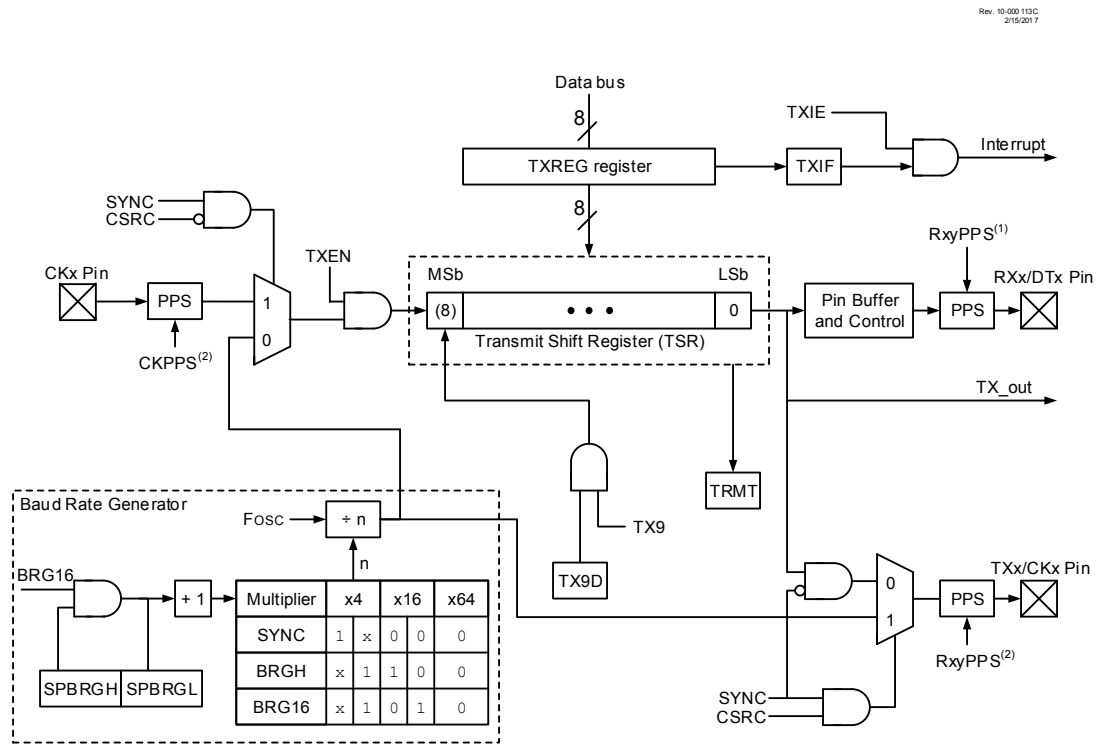 Rev. 10-000 113C
2/15/2017
Data bus
8
TXIE
TXREG register
TXIF
Interrupt
8
SYNC
CSRC
RxyPPS(1)
TXEN
CKx Pin
MSb
LSb
RXx/DTx Pin
PPS
1
(8)
• • •
0
Pin Buffer
and Control
PPS
0
Transmit Shift Register (TSR)
CKPPS(2)
TX_out
TRMT
Baud Rate Generator
FOSC
÷ n
TX9
n
TX9D
BRG16
TXx/CKx Pin
+ 1
Multiplier x4 x16 x64
0
PPS
SYNC 1 x 0 0 0
1
BRGH x 1 1 0 0
RxyPPS(2)
SPBRGH SPBRGL
BRG16 x 1 0 1 0
SYNC
CSRC